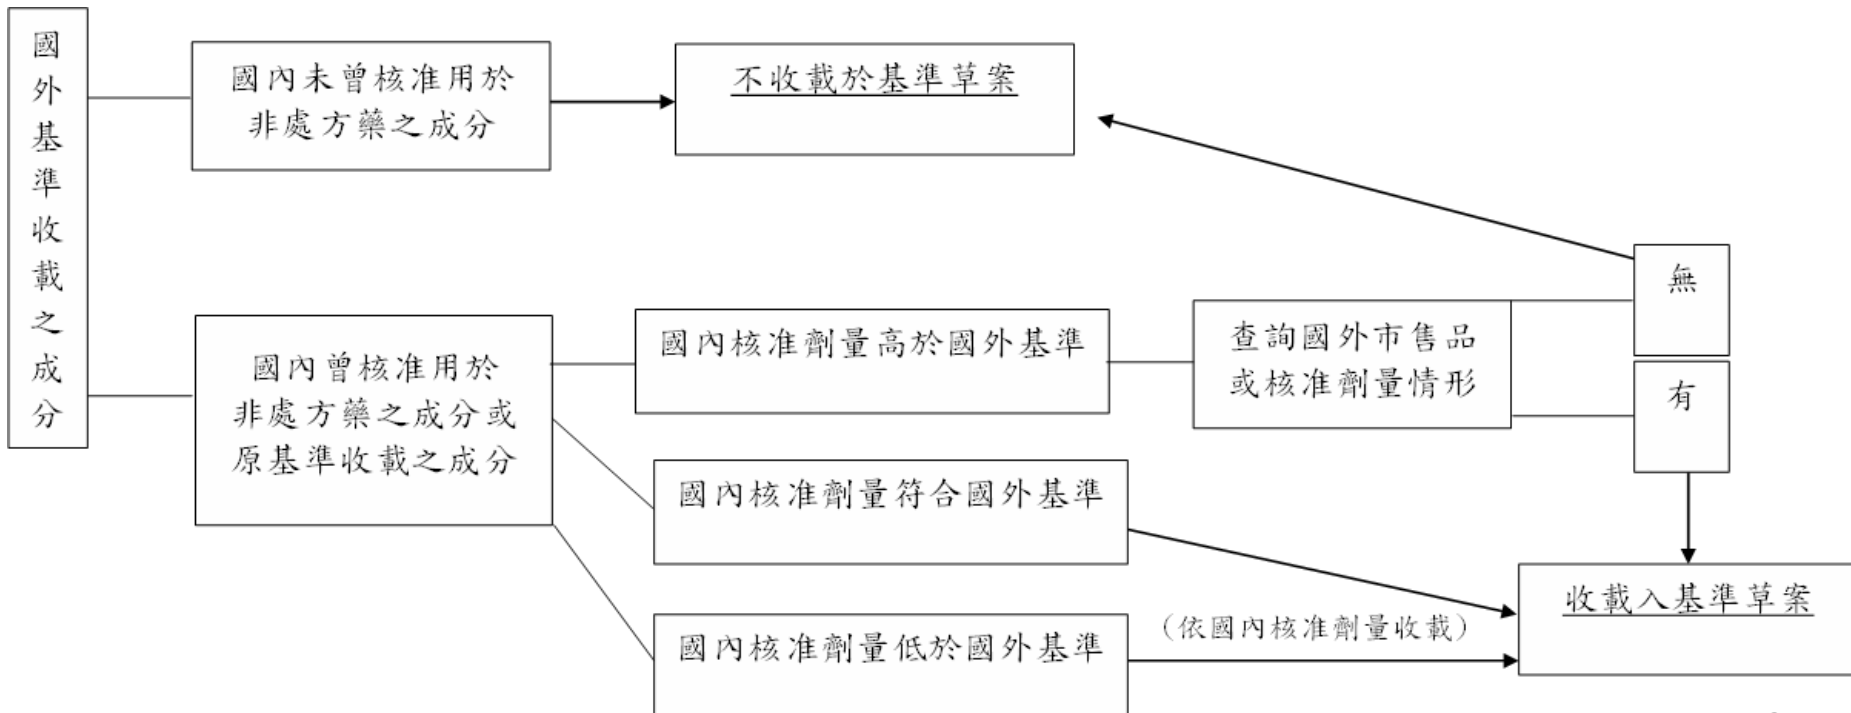 國外基準收載之成分
國內未曾核准用於
非處方藥之成分
不收載於基準草案
無
國內曾核准用於
非處方藥之成分或
原基準收載之成分
國內核准劑量高於國外基準
查詢國外市售品
或核准劑量情形
有
國內核准劑量符合國外基準
收載入基準草案
(依國內核准劑量收載)
國內核准劑量低於國外基準